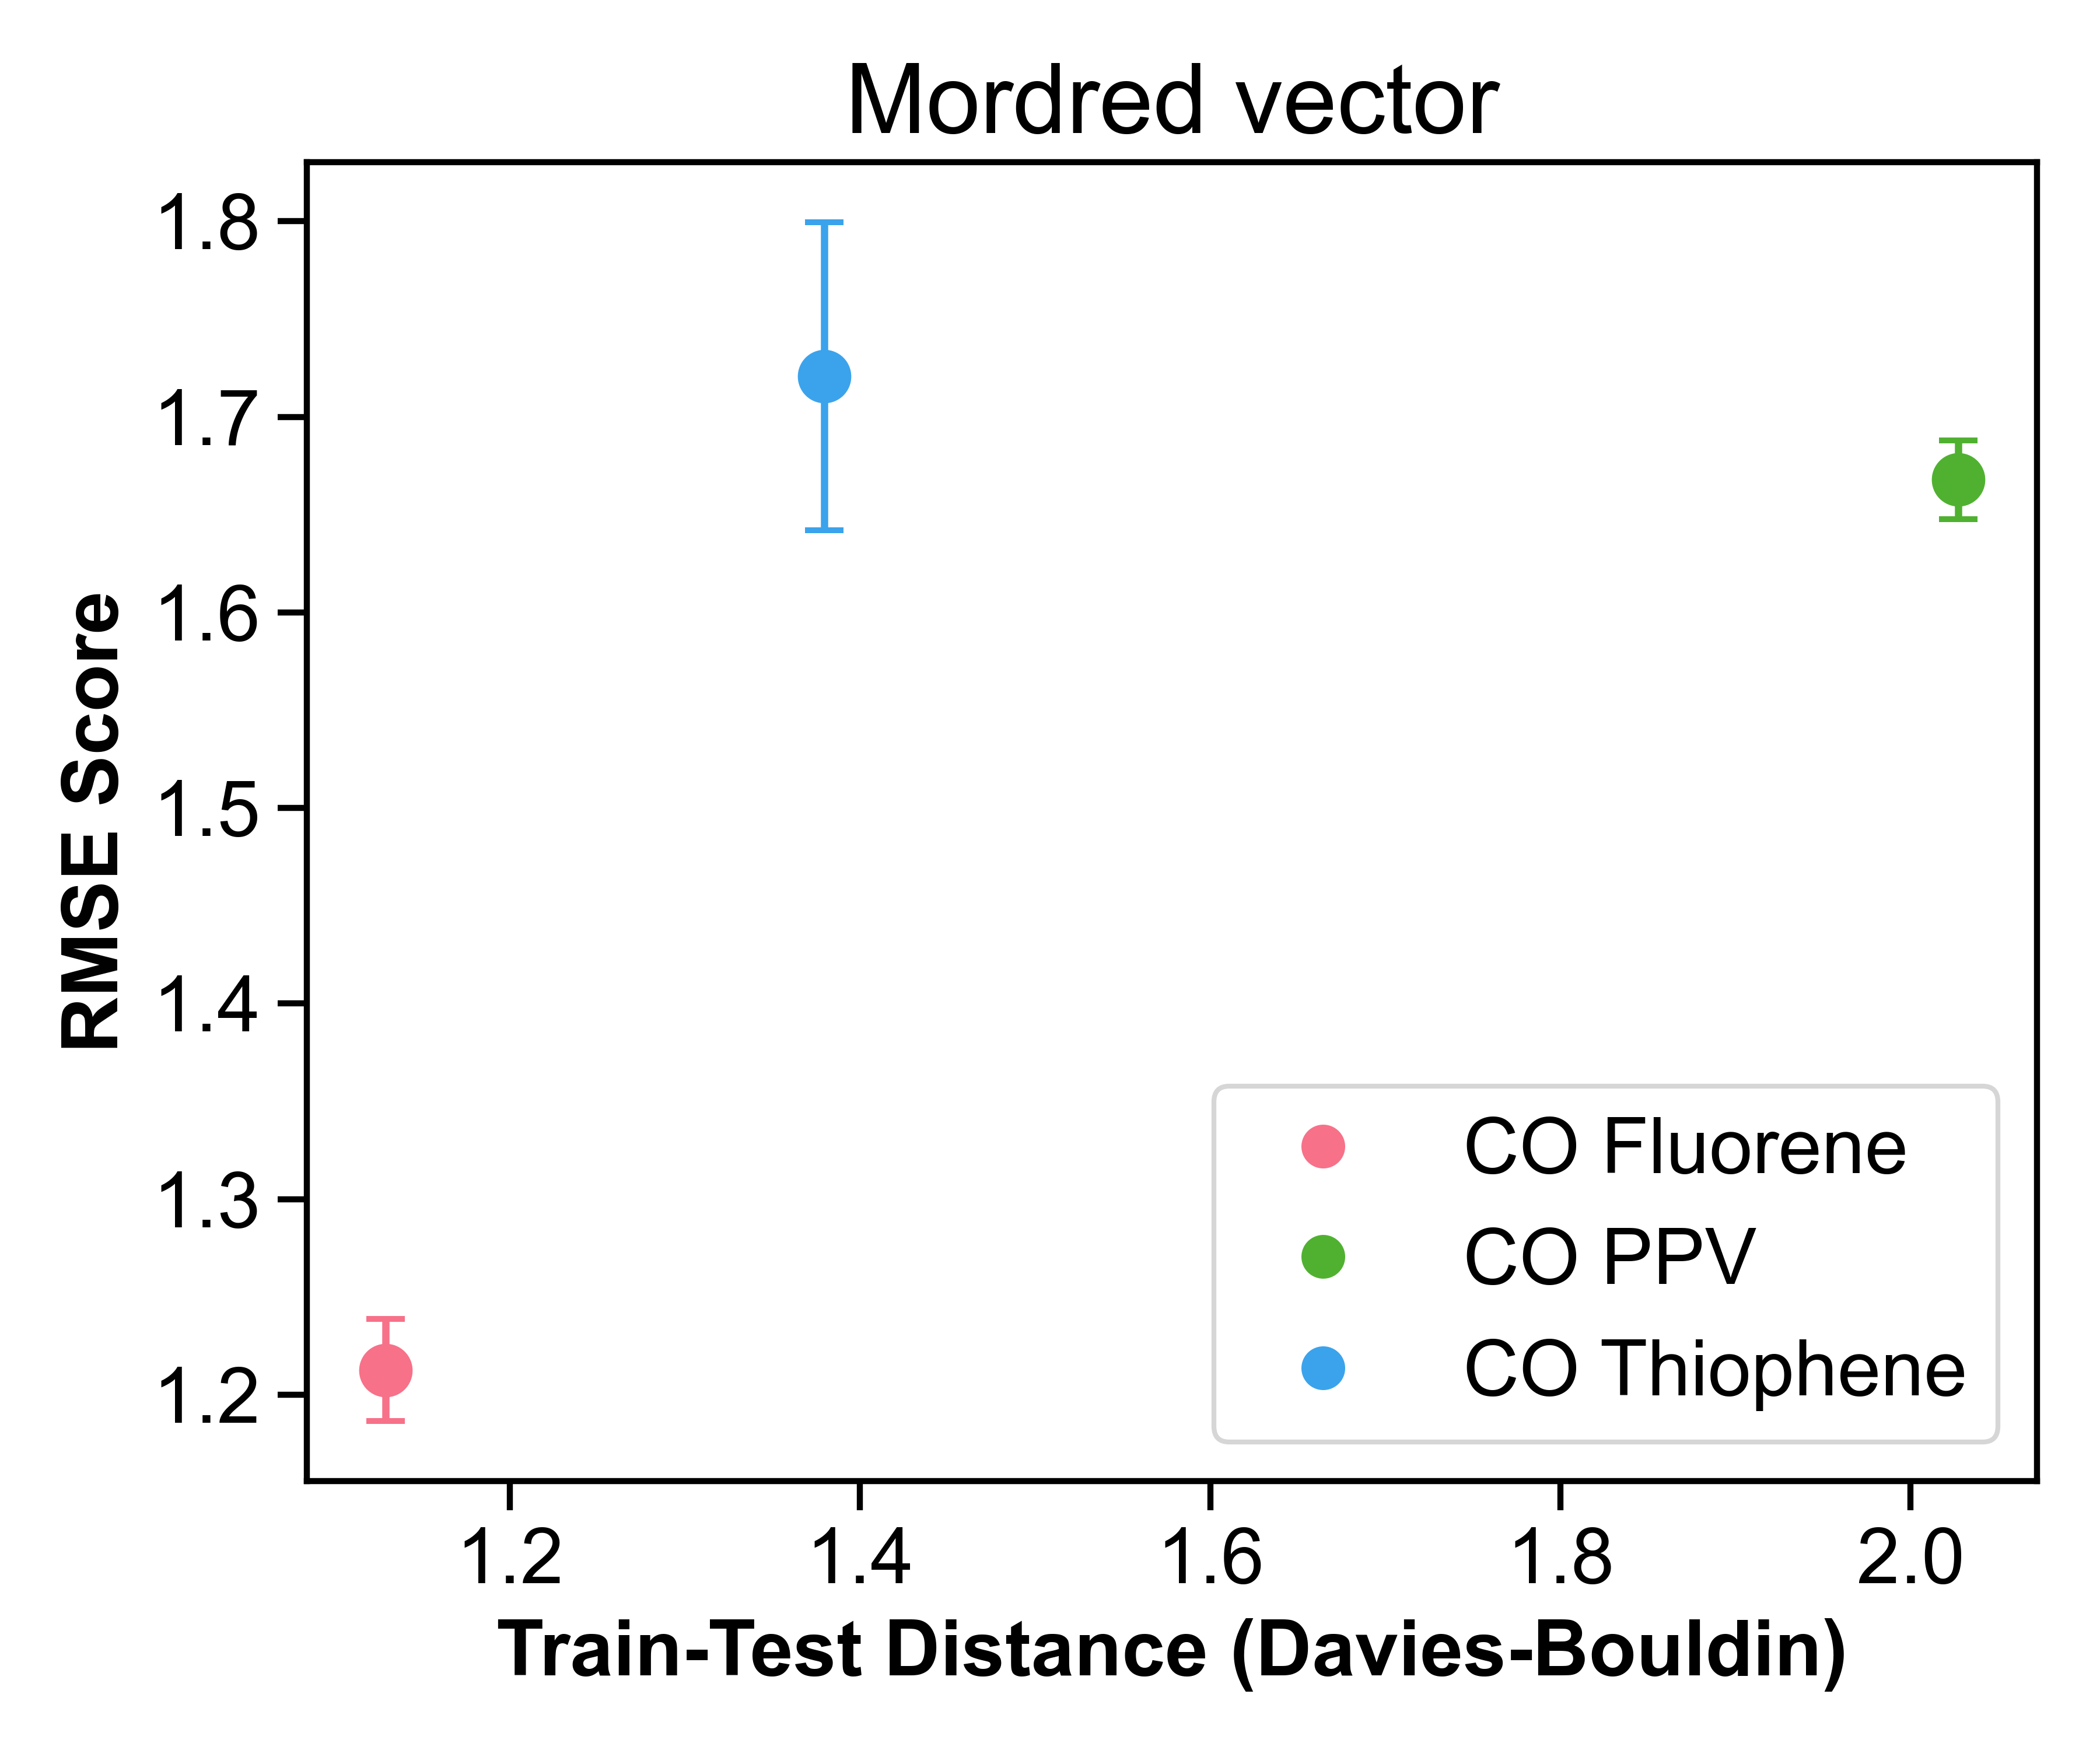 Mordred vector
RMSE Score
1.8
1.7
1.6
1.5
1.4
1.3
1.2
CO Fluorene
CO PPV
CO Thiophene
1.2 1.4 1.6 1.8 2.0
Train-Test Distance (Davies-Bouldin)